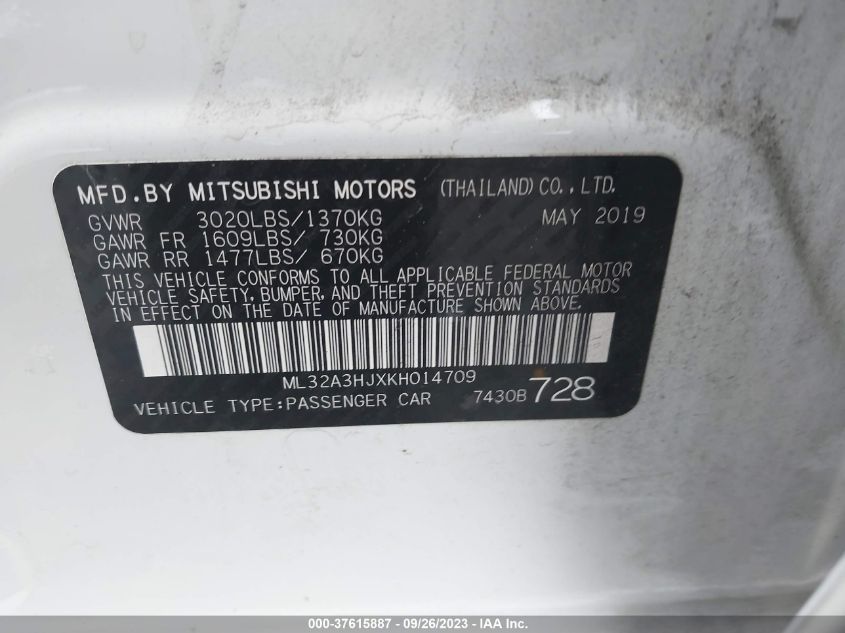 MFD.BY MITSUBISHI MOTORS (THAILAND)CO.,LTD.
GVWR 3020LBS/1370KG MAY 2019
GAWR FR 1609LBS/ 730KG
GAWR RR 1477LBS/ 670KG
THIS VEHICLE CONFORMS TO ALL APPLICABLE FEDERAL MOTOR
VEHICLE SAFETY, BUMPER, AND THEFT PREVENTION STANDARDS
IN EFFECT ON THE DATE OF MANUFACTURE SHOWN ABOVE.
ML32A3HJXKH014709
VEHICLE TYPE:PASSENGER CAR 7430B 728
000-37615887 - 09/26/2023 - IAA Inc.